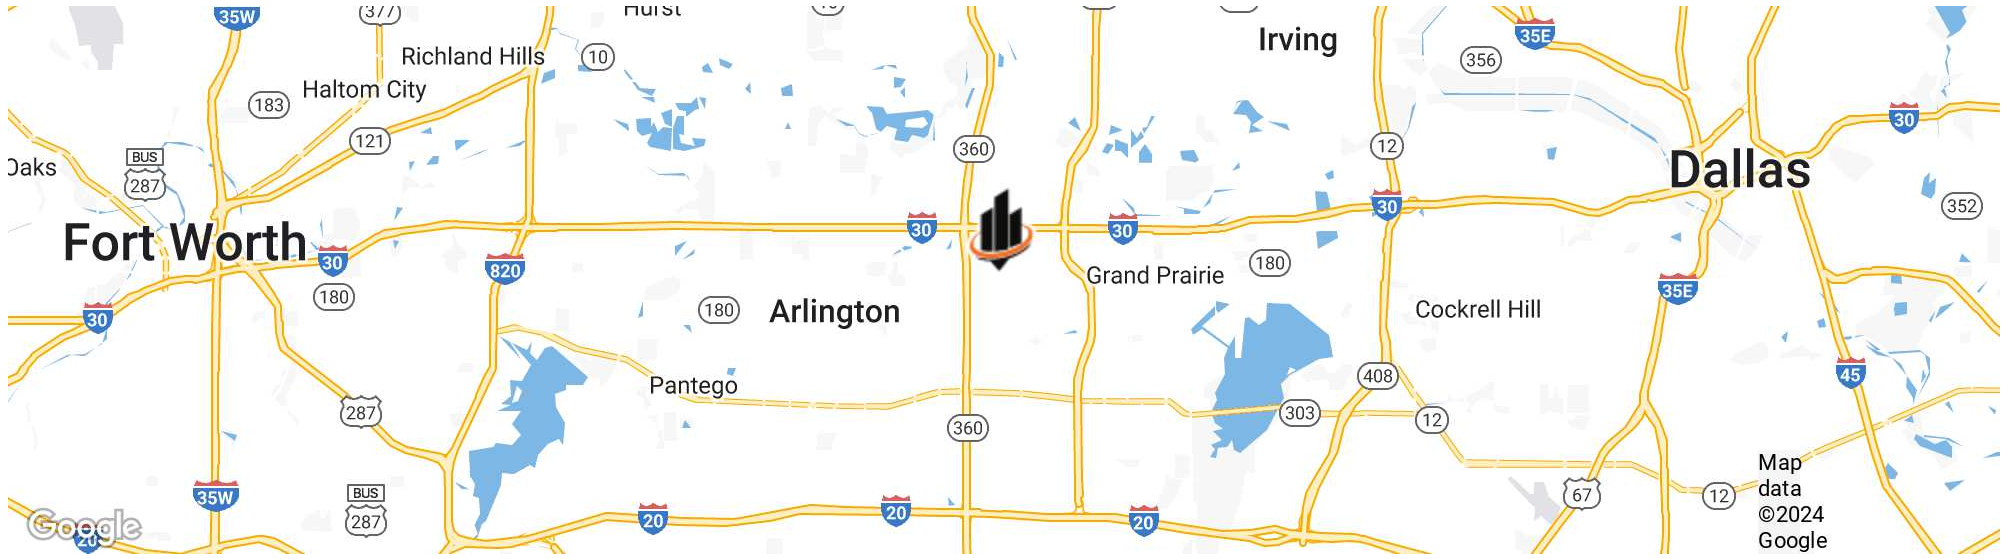 35W
377
Hurst
Irving
35E
356
Richland Hills
10
Haltom City
183
121
30
360
12
BUS
287
Oaks
Dallas
352
Fort Worth
30
820
30
30
30
Grand Prairie
180
180
180
Arlington
Cockrell Hill
35E
30
Pantego
408
45
287
303
12
360
Map
data
©2024
Google
35W
BUS
287
20
20
20
67
12
Google
20